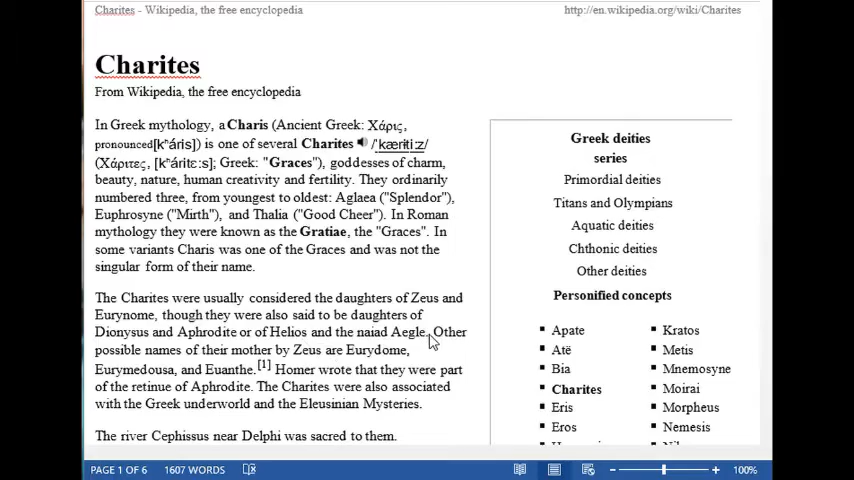 Charites - Wikipedia, the free encyclopedia
http://en.wikipedia.org/wiki/Charites
Charites
From Wikipedia, the free encyclopedia
In Greek mythology, a Charis (Ancient Greek: Χάρις,
pronounced[kʰáris]) is one of several Charites /ˈkærɪtiːz/
(Χάριτες, [kʰáritɛːs]; Greek: "Graces"), goddesses of charm,
beauty, nature, human creativity and fertility. They ordinarily
numbered three, from youngest to oldest: Aglaea ("Splendor"),
Euphrosyne ("Mirth"), and Thalia ("Good Cheer"). In Roman
mythology they were known as the Gratiae, the "Graces". In
some variants Charis was one of the Graces and was not the
singular form of their name.
The Charites were usually considered the daughters of Zeus and
Eurynome, though they were also said to be daughters of
Dionysus and Aphrodite or of Helios and the naiad Aegle. Other
possible names of their mother by Zeus are Eurydome,
Eurymedousa, and Euanthe.[1] Homer wrote that they were part
of the retinue of Aphrodite. The Charites were also associated
with the Greek underworld and the Eleusinian Mysteries.
The river Cephissus near Delphi was sacred to them.
Greek deities
series
Primordial deities
Titans and Olympians
Aquatic deities
Chthonic deities
Other deities
Personified concepts
▪ Apate
▪ Atë
▪ Bia
▪ Charites
▪ Eris
▪ Eros
▪ Kratos
▪ Metis
▪ Mnemosyne
▪ Moirai
▪ Morpheus
▪ Nemesis
PAGE 1 OF 6 1607 WORDS
100%